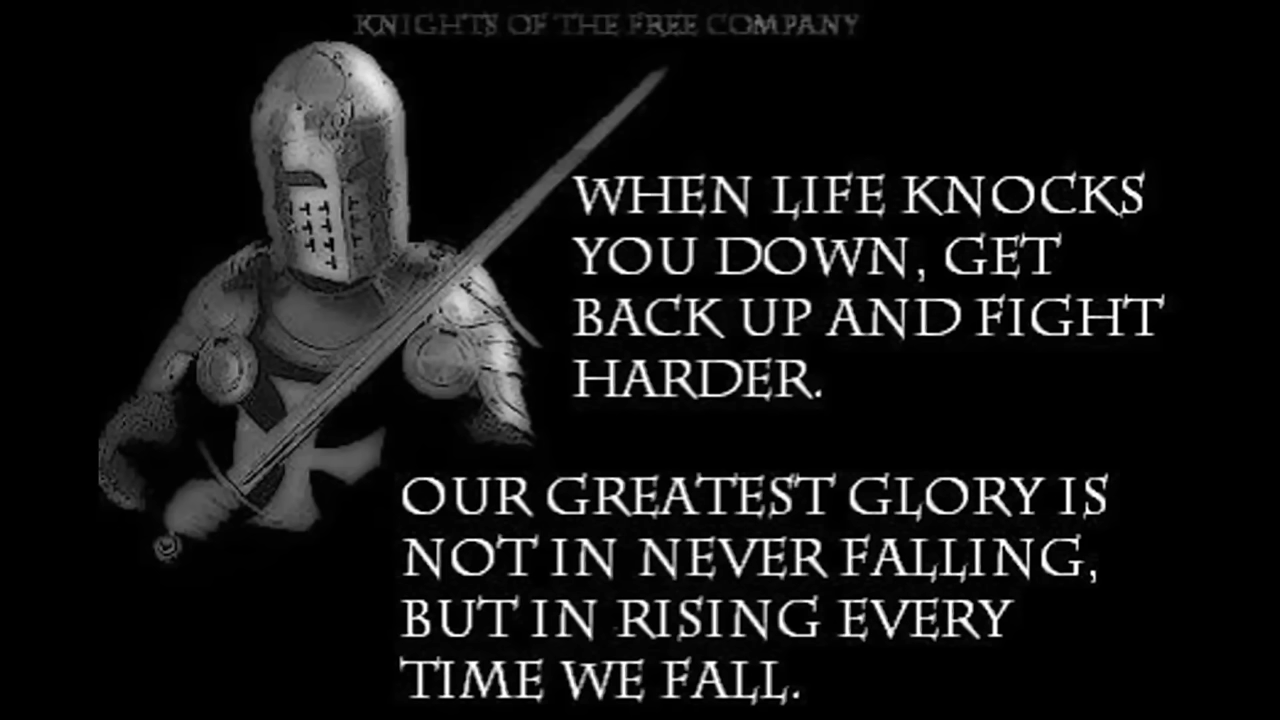 KNIGHTS OF THE FREE COMPANY
WHEN LIFE KNOCKS
YOU DOWN, GET
BACK UP AND FIGHT
HARDER.
OUR GREATEST GLORY IS
NOT IN NEVER FALLING,
BUT IN RISING EVERY
TIME WE FALL.